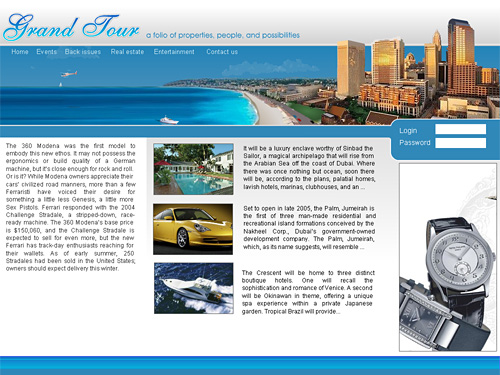 Grand Tour
a folio of properties, people, and possibilities
Home Events Back issues Real estate Entertainment Contact us
Login
Password
The 360 Modena was the first model to
embody this new ethos. It may not possess the
ergonomics or build quality of a German
machine, but it's close enough for rock and roll.
Or is it? While Modena owners appreciate their
cars' civilized road manners, more than a few
Ferraristi have voiced their desire for
something a little less Genesis, a little more
Sex Pistols. Ferrari responded with the 2004
Challenge Stradale, a stripped-down, race-
ready machine. The 360 Modena's base price
is $150,060, and the Challenge Stradale is
expected to sell for even more, but the new
Ferrari has track-day enthusiasts reaching for
their wallets. As of early summer, 250
Stradales had been sold in the United States;
owners should expect delivery this winter.
It will be a luxury enclave worthy of Sinbad the
Sailor, a magical archipelago that will rise from
the Arabian Sea off the coast of Dubai. Where
there was once nothing but ocean, soon there
will be, according to the plans, palatial homes,
lavish hotels, marinas, clubhouses, and an ...
Set to open in late 2005, the Palm, Jumeirah is
the first of three man-made residential and
recreational island formations conceived by the
Nakheel Corp., Dubai's government-owned
development company. The Palm, Jumeirah,
which, as its name suggests, will resemble ...
The Crescent will be home to three distinct
boutique hotels. One will recall the
sophistication and romance of Venice. A second
will be Okinawan in theme, offering a unique
spa experience within a private Japanese
garden. Tropical Brazil will provide...